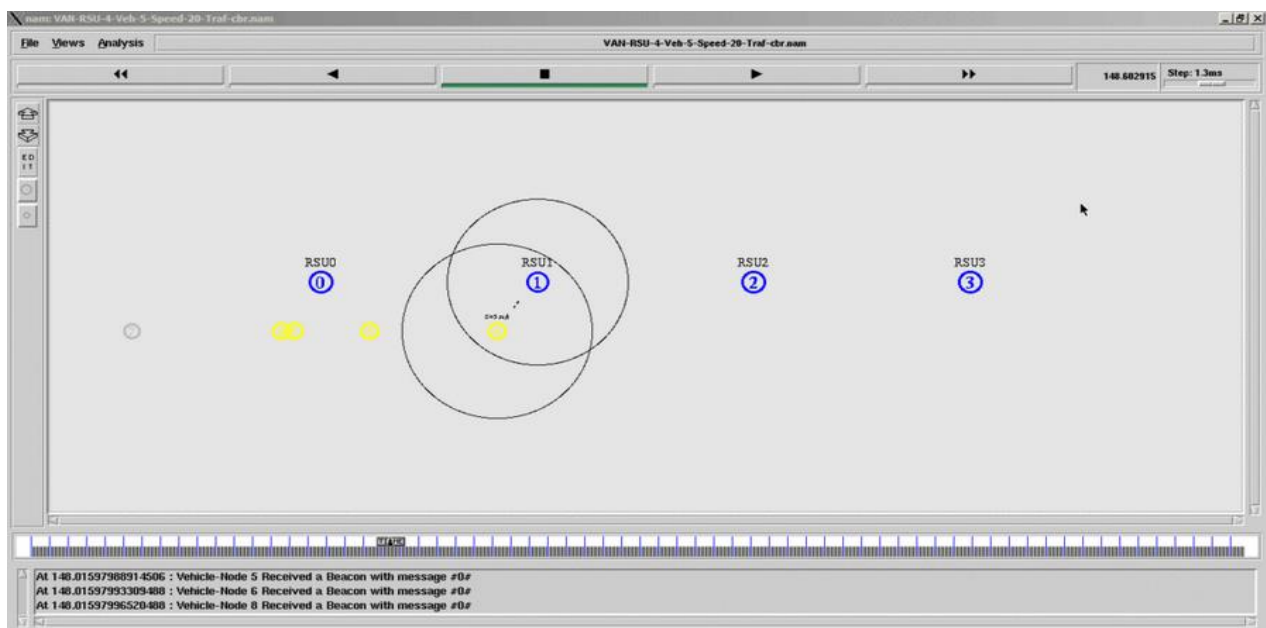 nam: VAN-RSU-4-Veh-5-Speed-20-Traf-cbr.nam
File Views Analysis VAN-RSU-4-Veh-5-Speed-20-Traf-cbr.nam
148.602915 Step: 1.3ms
ED
IT
RSU0 RSU1 RSU2 RSU3
0 1 2 3
TIME
At 148.01597988914506 : Vehicle-Node 5 Received a Beacon with message #0#
At 148.01597993309488 : Vehicle-Node 6 Received a Beacon with message #0#
At 148.01597996520488 : Vehicle-Node 8 Received a Beacon with message #0#